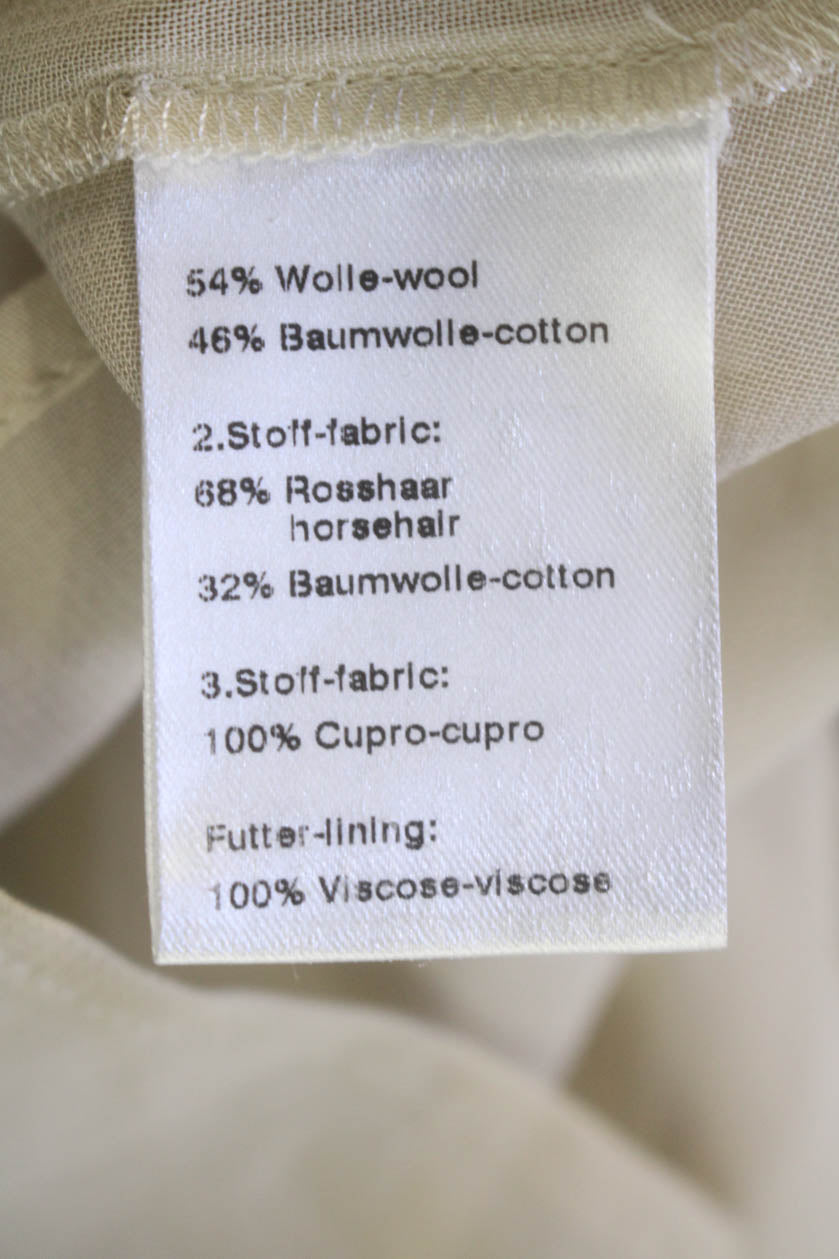 54% Wolle-wool
46% Baumwolle-cotton
2.Stoff-fabric:
68% Rosshaar
horsehair
32% Baumwolle-cotton
3.Stoff-fabric:
100% Cupro-cupro
Futter-lining:
100% Viscose-viscose